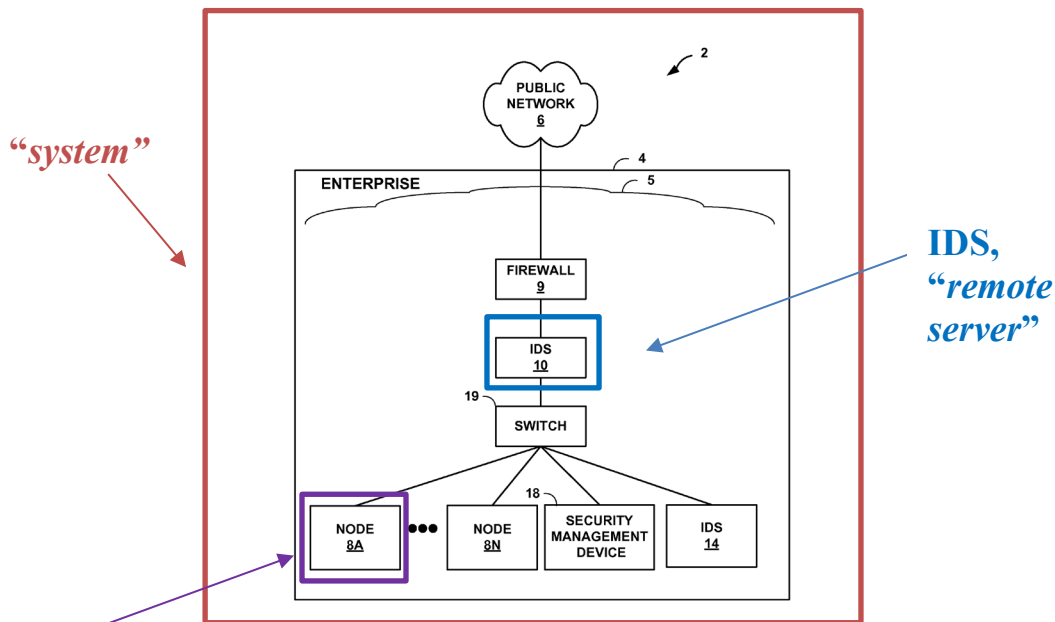 2
PUBLIC
NETWORK
6
“system”
4
ENTERPRISE
5
IDS,
“remote
server”
FIREWALL
9
IDS
10
19
SWITCH
18
NODE
8A
NODE
8N
SECURITY
MANAGEMENT
DEVICE
IDS
14